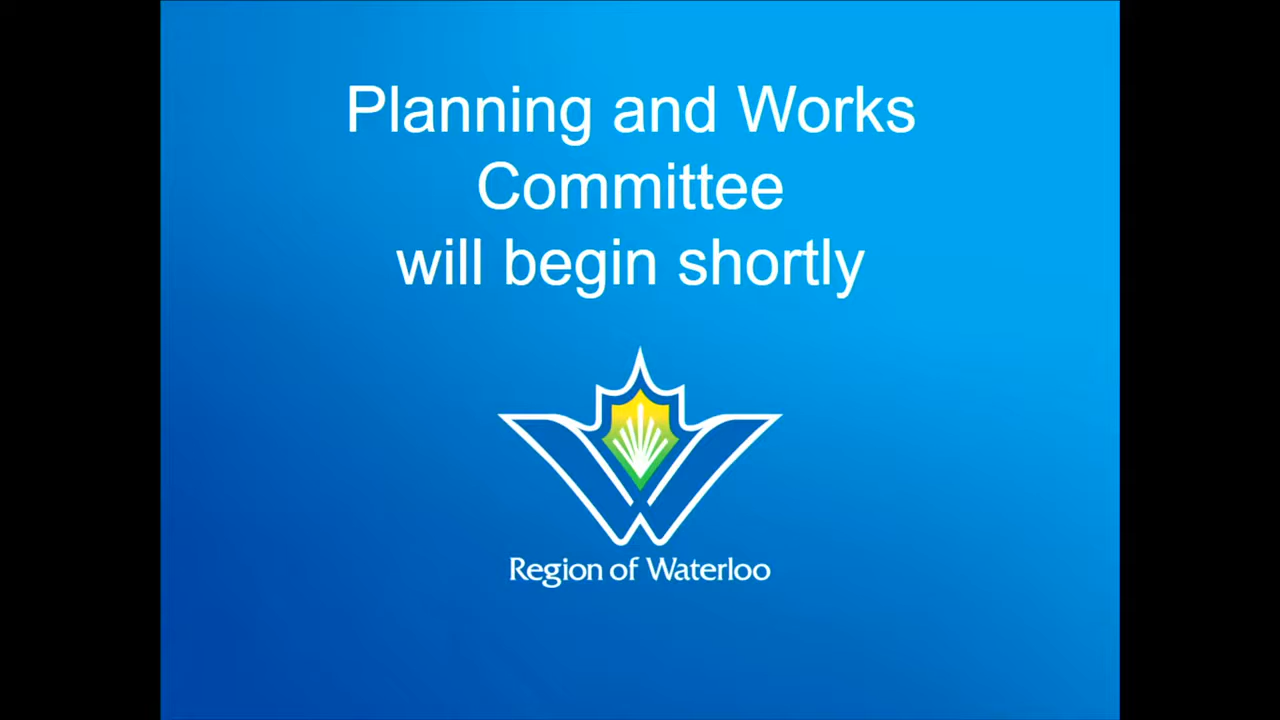 Planning and Works
Committee
will begin shortly
Region of Waterloo